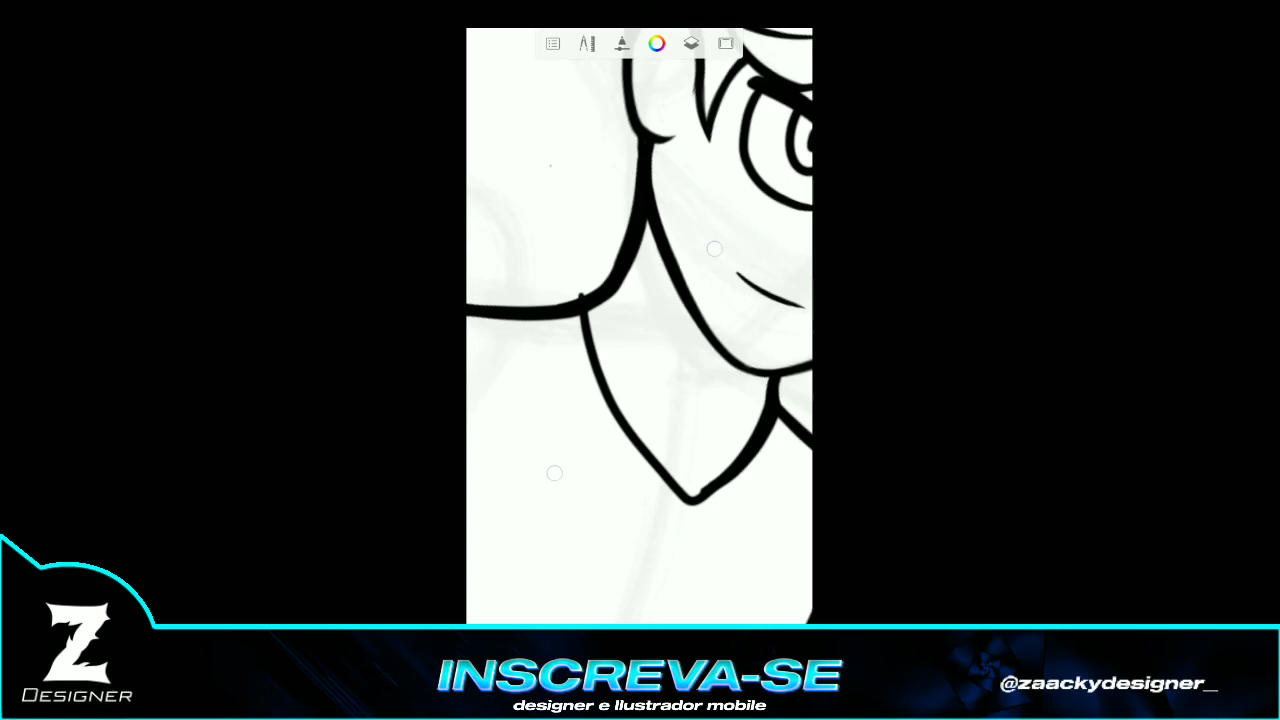 INSCREVA-SE
designer e Ilustrador mobile
@zaackydesigner_
Z
DESIGNER